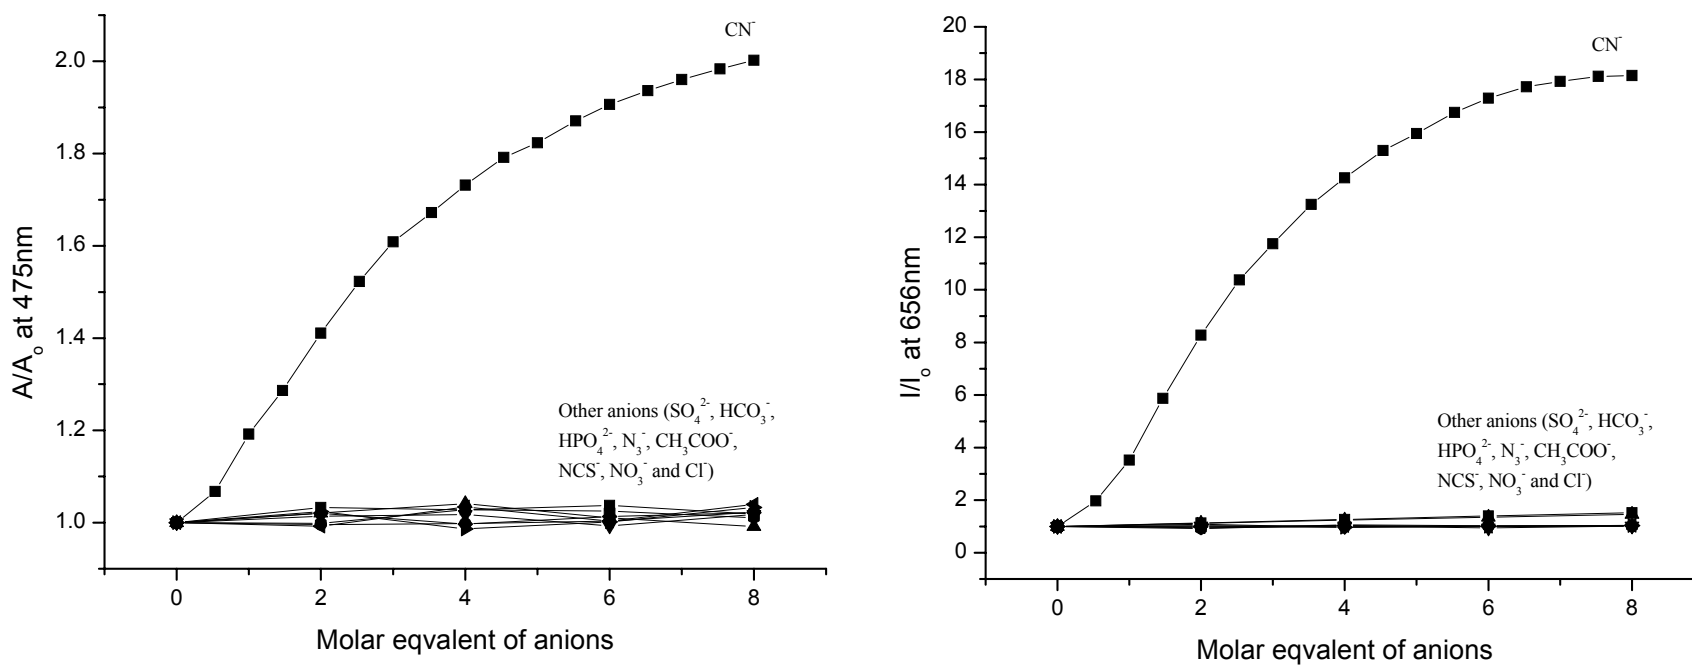 CN⁻
2.0
1.8
1.6
1.4
1.2
1.0
A/Aₒ at 475nm
Other anions (SO₄²⁻, HCO₃⁻,
HPO₄²⁻, N₃⁻, CH₃COO⁻,
NCS⁻, NO₃⁻ and Cl⁻)
0 2 4 6 8
Molar eqvalent of anions
20
CN⁻
18
16
14
12
10
8
6
4
2
0
I/Iₒ at 656nm
Other anions (SO₄²⁻, HCO₃⁻,
HPO₄²⁻, N₃⁻, CH₃COO⁻,
NCS⁻, NO₃⁻ and Cl⁻)
0 2 4 6 8
Molar eqvalent of anions